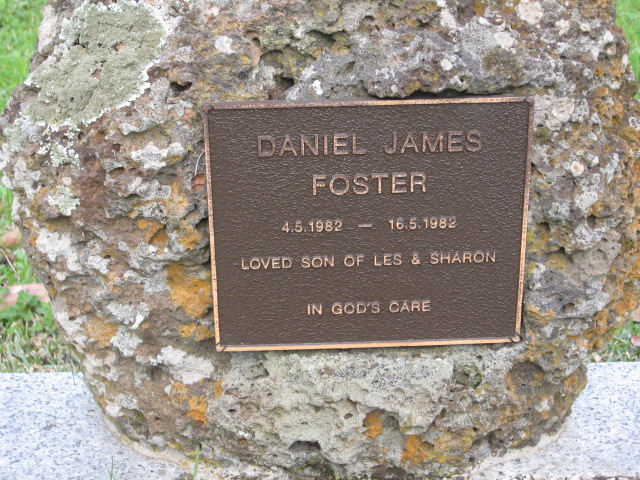 DANIEL JAMES
FOSTER
4.5.1982 — 16.5.1982
LOVED SON OF LES & SHARON
IN GOD'S CARE